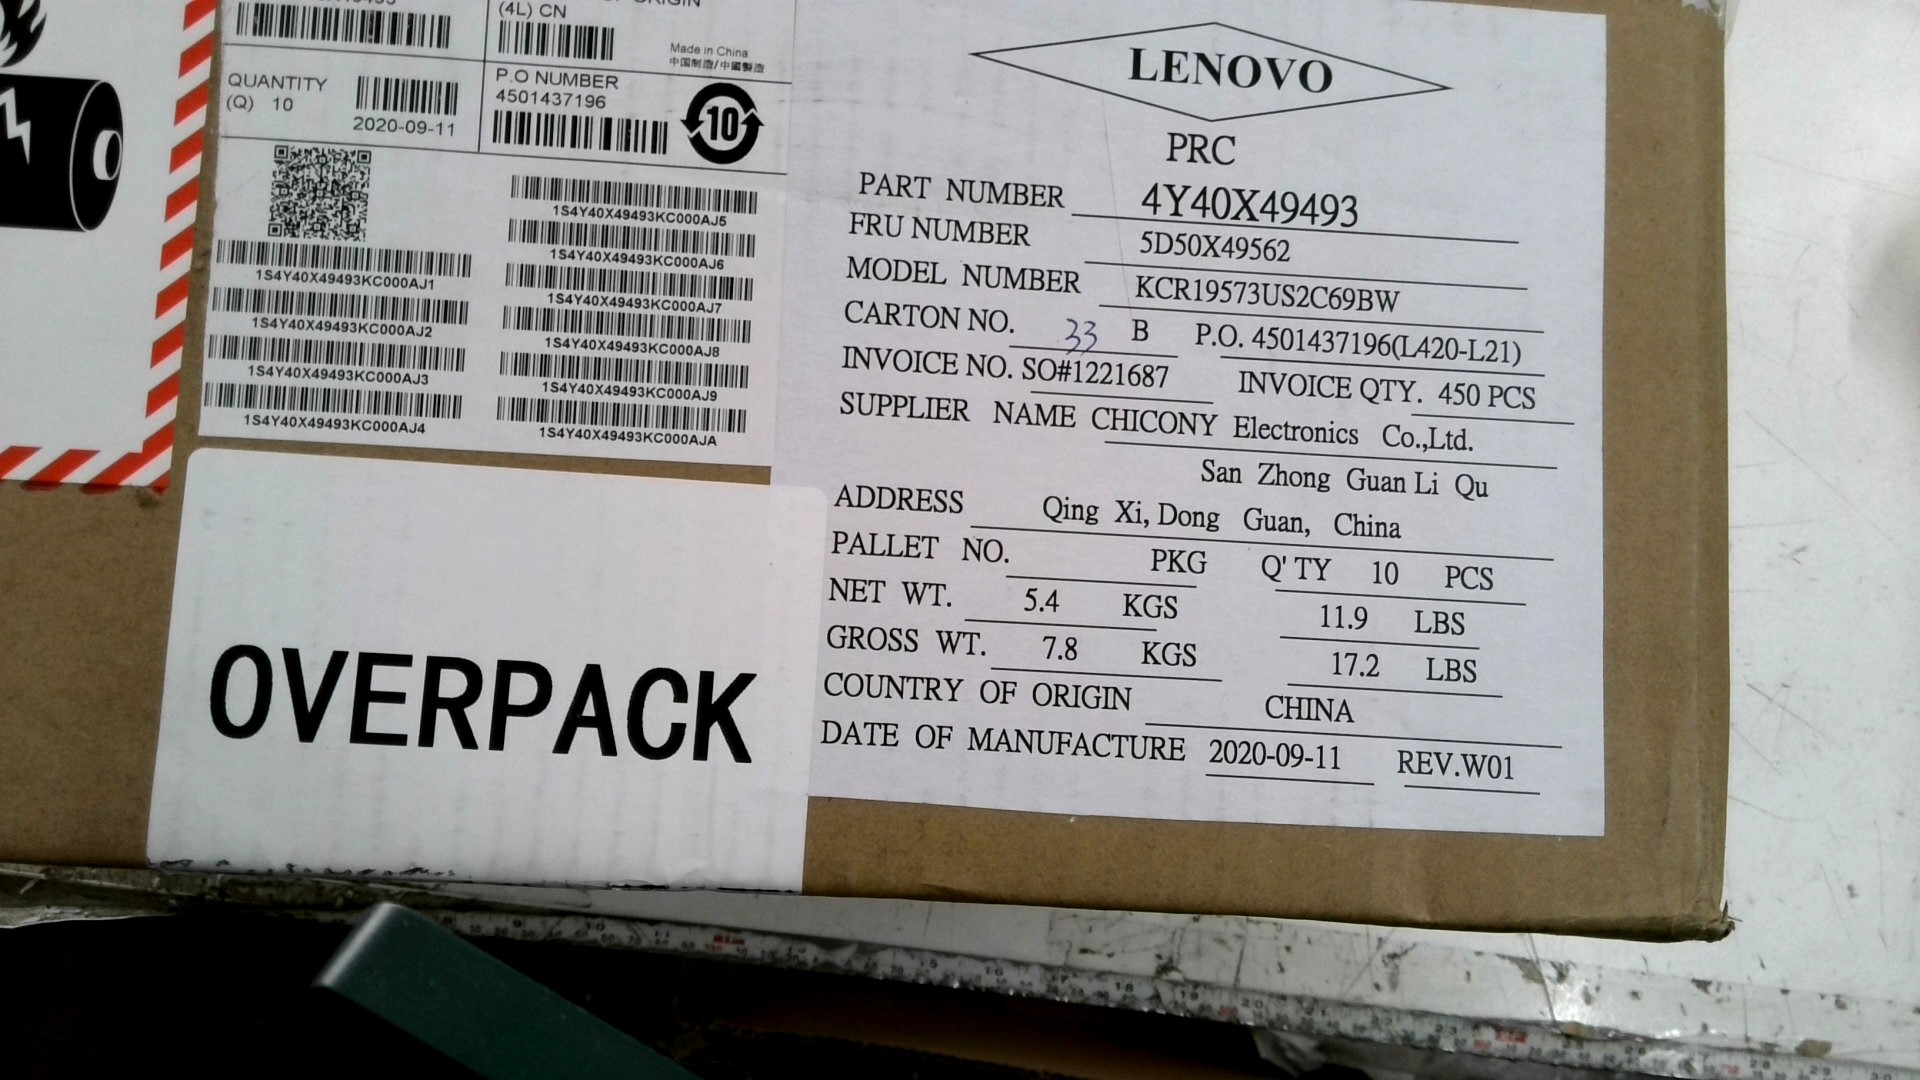 (4L) CN
Made in China
中国制造/中國製造
QUANTITY
(Q) 10
2020-09-11
P.O NUMBER
4501437196
10
1S4Y40X49493KC000AJ1
1S4Y40X49493KC000AJ2
1S4Y40X49493KC000AJ3
1S4Y40X49493KC000AJ4
1S4Y40X49493KC000AJ5
1S4Y40X49493KC000AJ6
1S4Y40X49493KC000AJ7
1S4Y40X49493KC000AJ8
1S4Y40X49493KC000AJ9
1S4Y40X49493KC000AJA
OVERPACK
LENOVO
PRC
PART NUMBER 4Y40X49493
FRU NUMBER 5D50X49562
MODEL NUMBER KCR19573US2C69BW
CARTON NO. 33 B P.O. 4501437196(L420-L21)
INVOICE NO. SO#1221687 INVOICE QTY. 450 PCS
SUPPLIER NAME CHICONY Electronics Co.,Ltd.
San Zhong Guan Li Qu
ADDRESS Qing Xi, Dong Guan, China
PALLET NO. PKG Q'TY 10 PCS
NET WT. 5.4 KGS 11.9 LBS
GROSS WT. 7.8 KGS 17.2 LBS
COUNTRY OF ORIGIN CHINA
DATE OF MANUFACTURE 2020-09-11 REV.W01